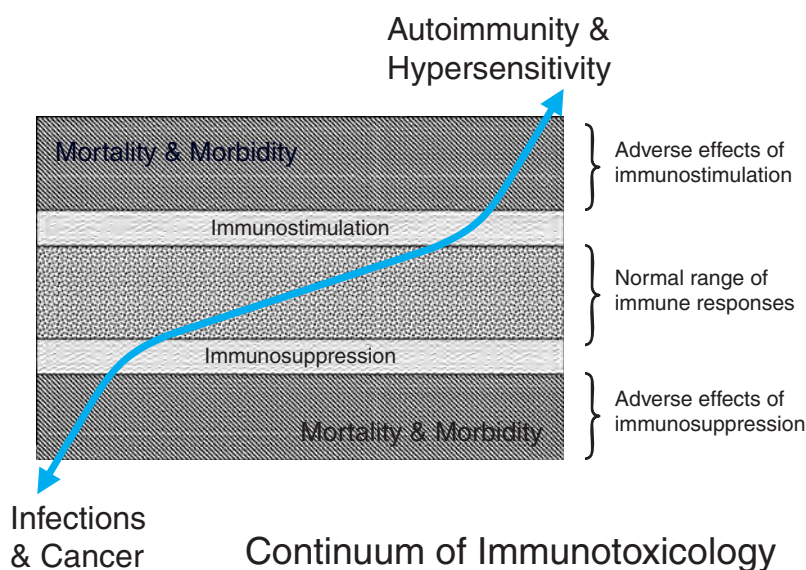 Autoimmunity &
Hypersensitivity
Mortality & Morbidity
Adverse effects of
immunostimulation
Immunostimulation
Normal range of
immune responses
Immunosuppression
Adverse effects of
immunosuppression
Mortality & Morbidity
Infections
& Cancer
Continuum of Immunotoxicology